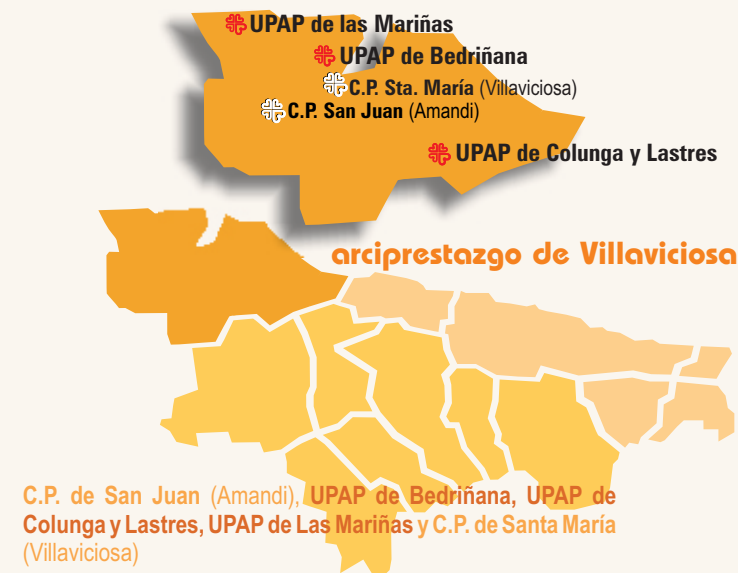 UPAP de las Mariñas
UPAP de Bedriñana
C.P. Sta. María (Villaviciosa)
C.P. San Juan (Amandi)
UPAP de Colunga y Lastres
arciprestazgo de Villaviciosa
C.P. de San Juan (Amandi), UPAP de Bedriñana, UPAP de
Colunga y Lastres, UPAP de Las Mariñas y C.P. de Santa María
(Villaviciosa)